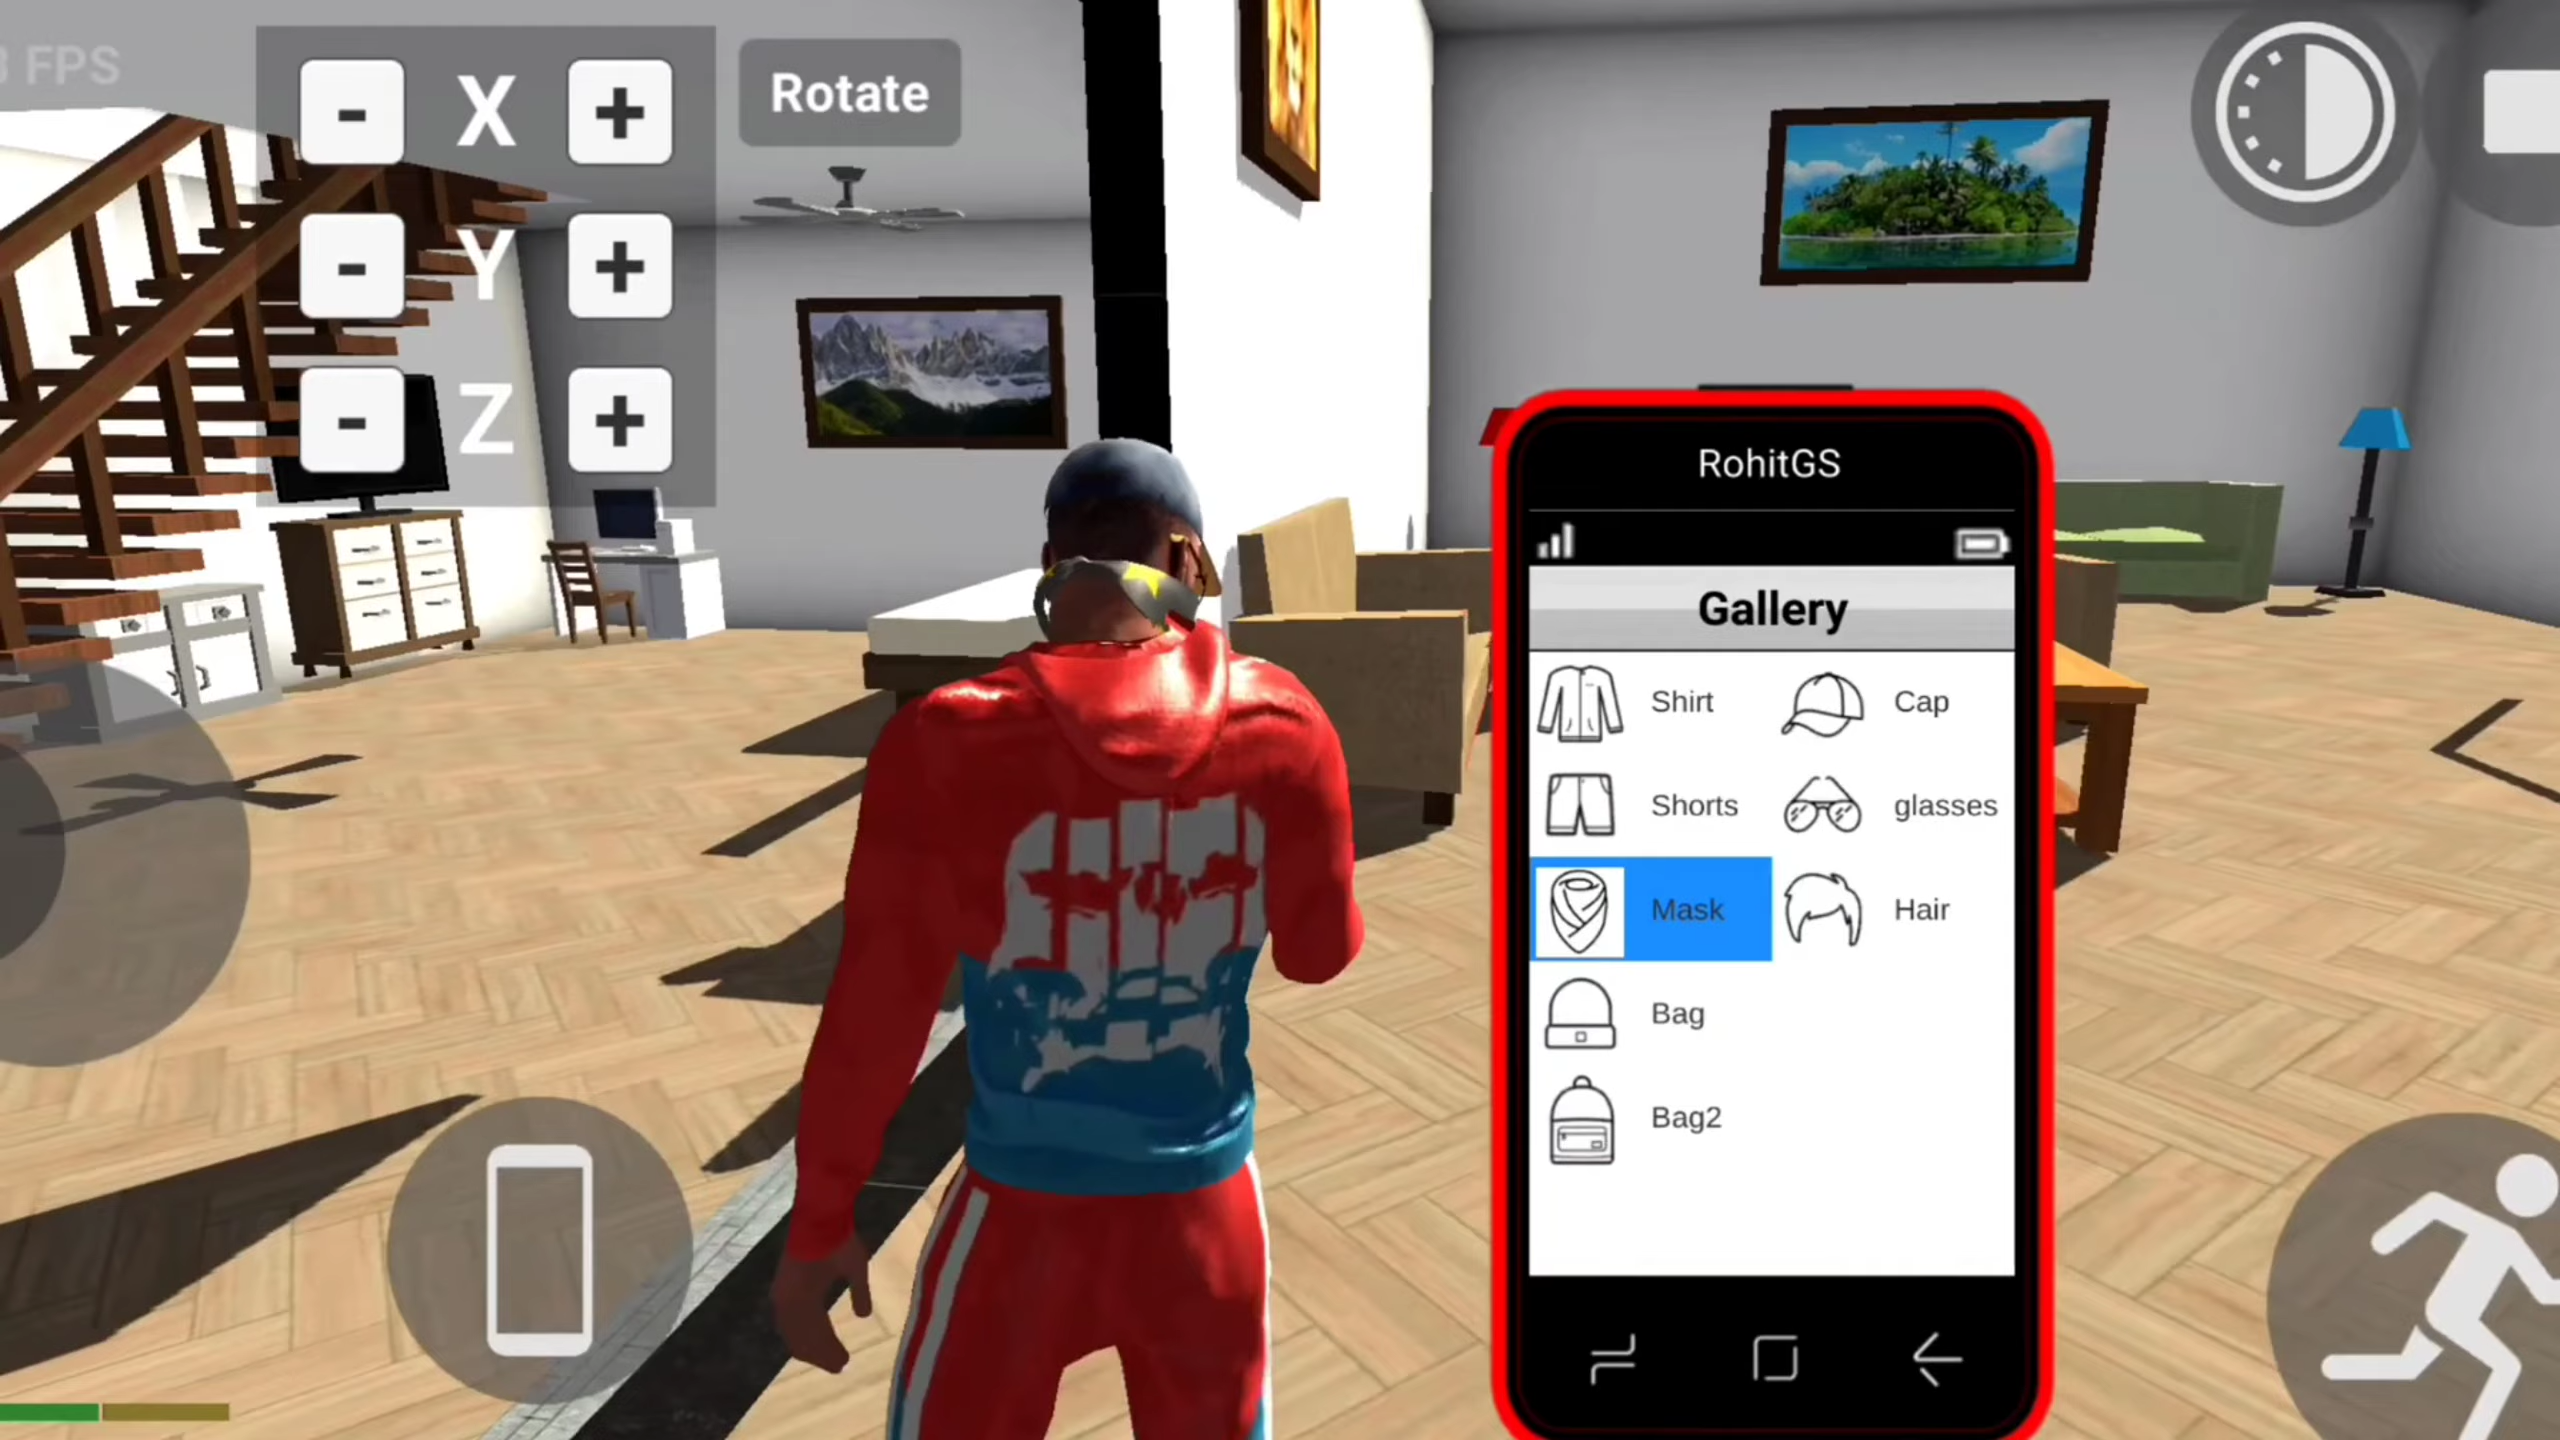 FPS
- X +
Rotate
- Y +
- Z +
RohitGS
Gallery
Shirt
Cap
Shorts
glasses
Mask
Hair
Bag
Bag2